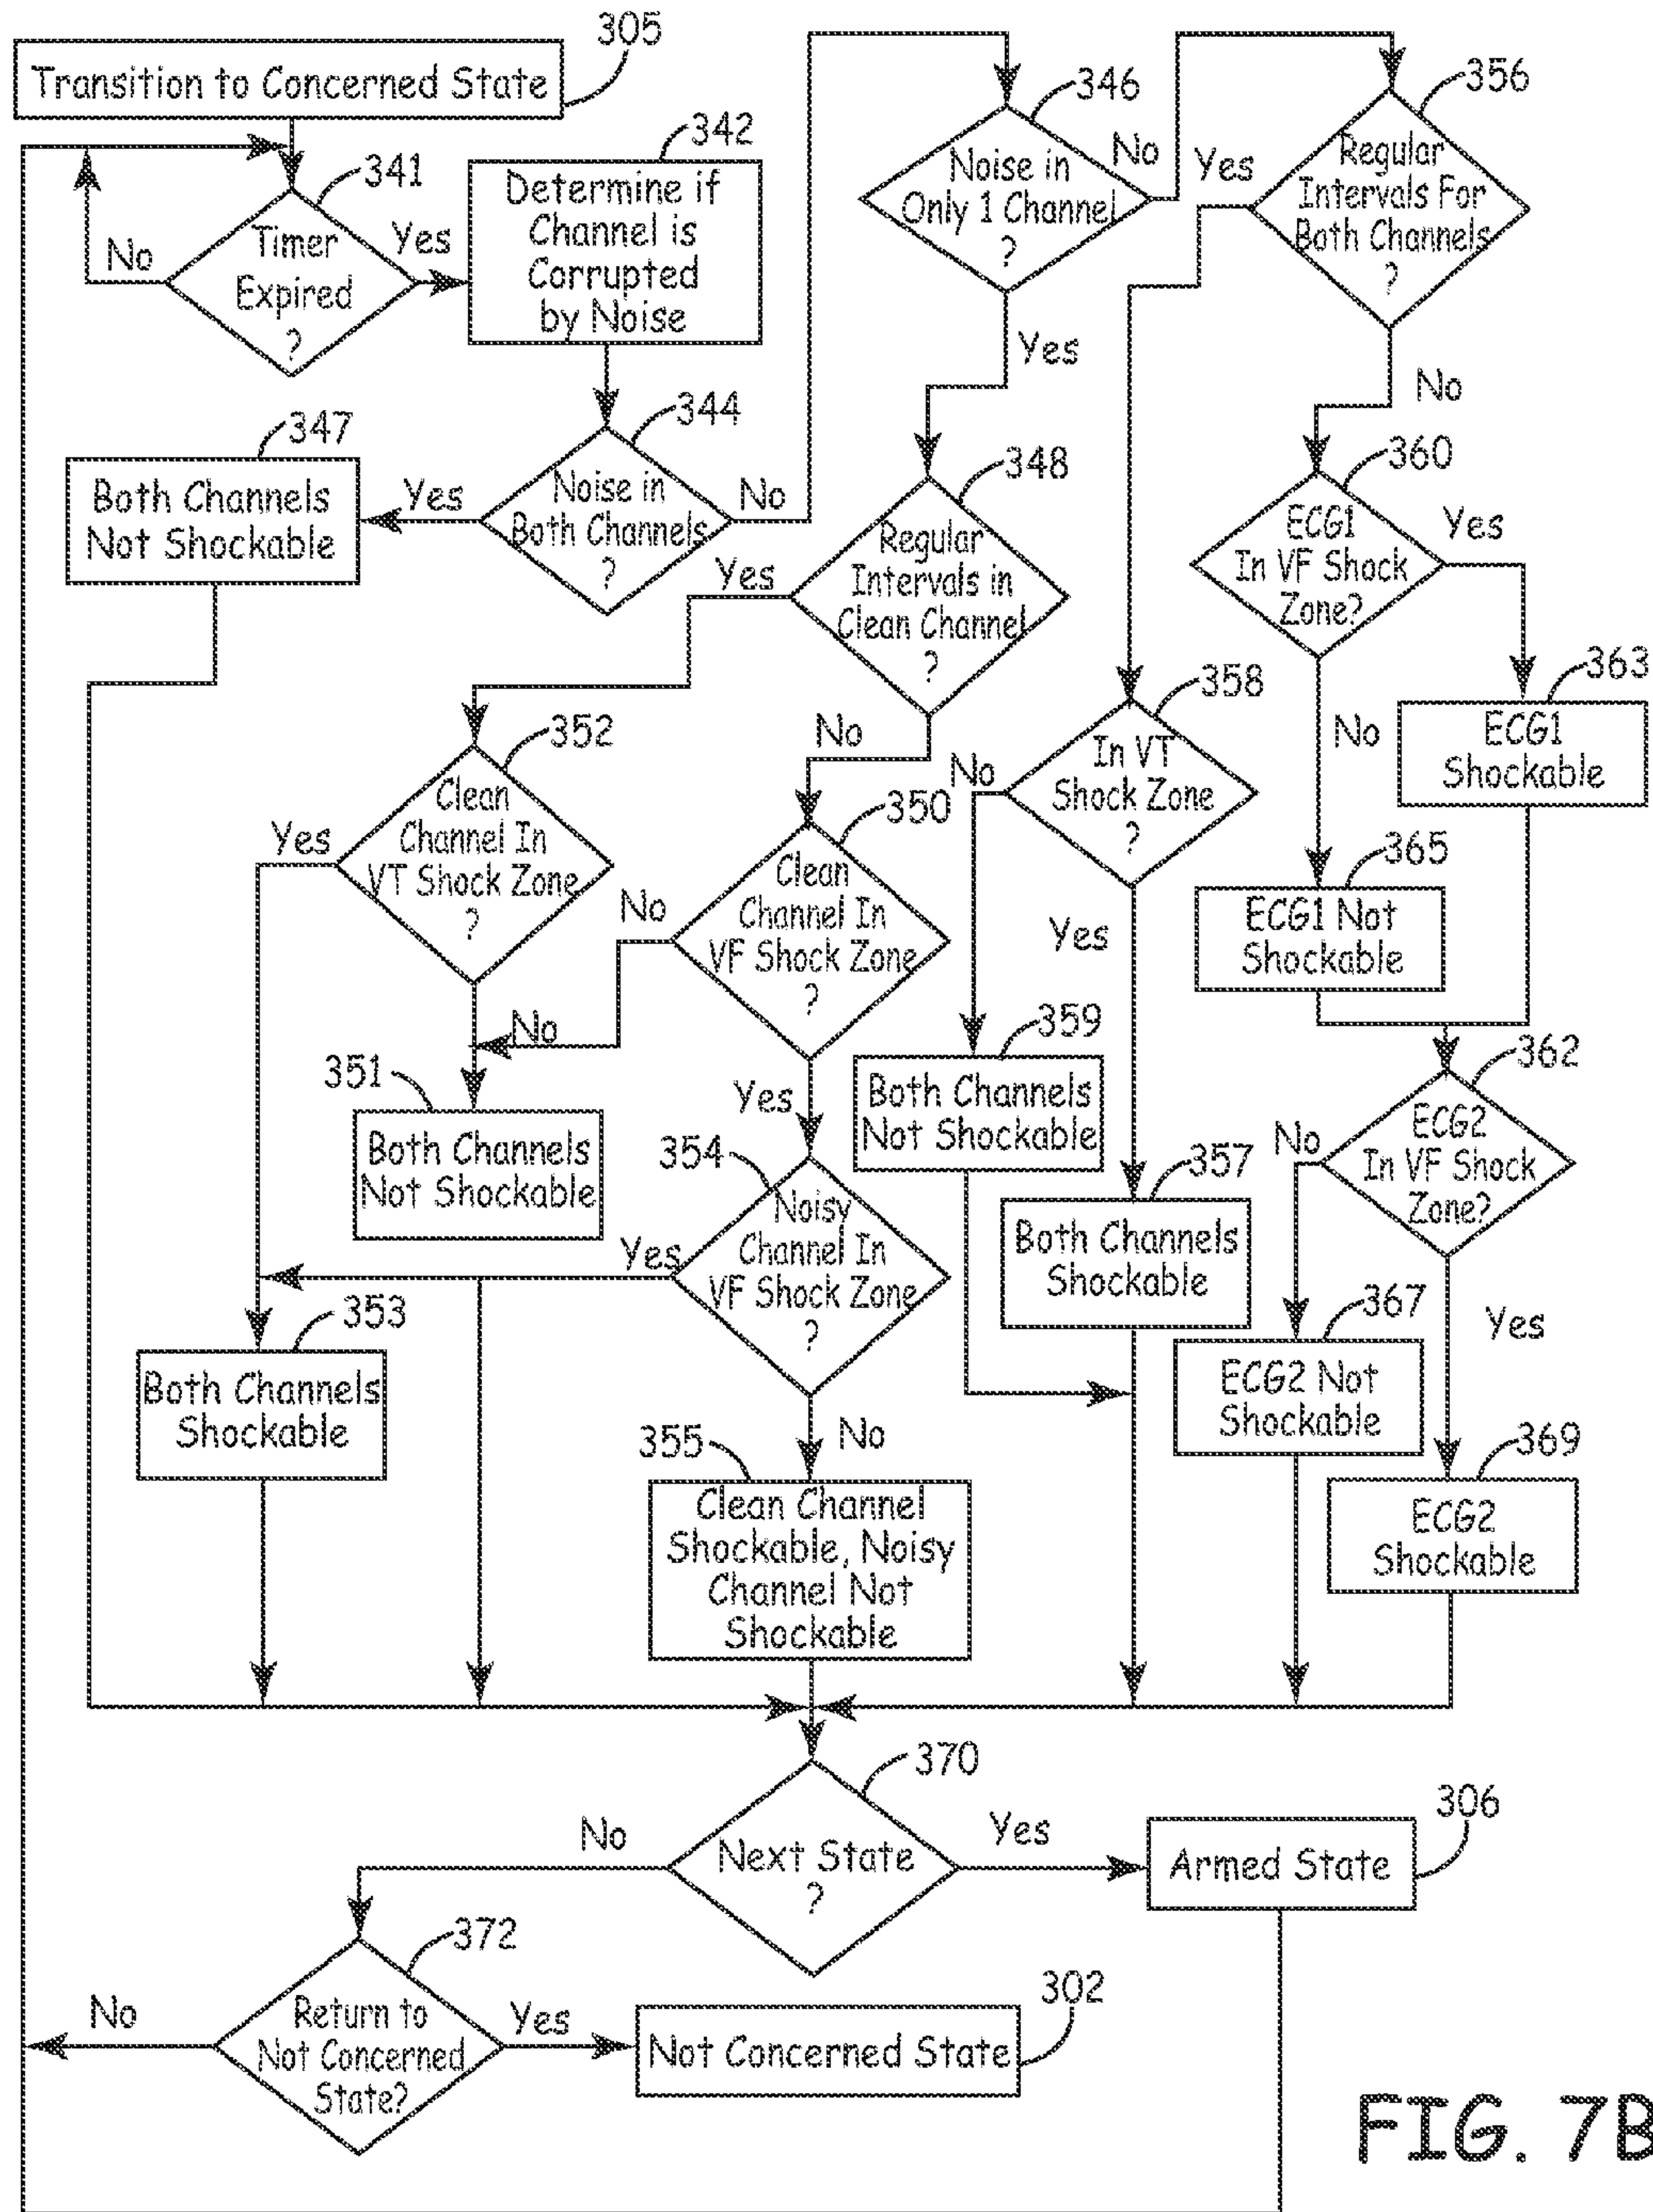 305
Transition to Concerned State
341
Timer
Expired
?
No
Yes
342
Determine if
Channel is
Corrupted
by Noise
344
Noise in
Both Channels
?
Yes
No
347
Both Channels
Not Shockable
346
Noise in
Only 1 Channel
?
No
Yes
356
Regular
Intervals For
Both Channels
?
Yes
No
348
Regular
Intervals in
Clean Channel
?
Yes
No
360
ECG1
In VF Shock
Zone?
Yes
No
363
ECG1
Shockable
358
In VT
Shock Zone
?
No
Yes
352
Clean
Channel In
VT Shock Zone
?
Yes
No
350
Clean
Channel In
VF Shock Zone
?
No
Yes
365
ECG1 Not
Shockable
359
Both Channels
Not Shockable
362
ECG2
In VF Shock
Zone?
No
Yes
351
Both Channels
Not Shockable
354
Noisy
Channel In
VF Shock Zone
?
Yes
No
357
Both Channels
Shockable
353
Both Channels
Shockable
367
ECG2 Not
Shockable
355
Clean Channel
Shockable, Noisy
Channel Not
Shockable
369
ECG2
Shockable
370
Next State
?
No
Yes
306
Armed State
372
Return to
Not Concerned
State?
No
Yes
302
Not Concerned State
FIG. 7B